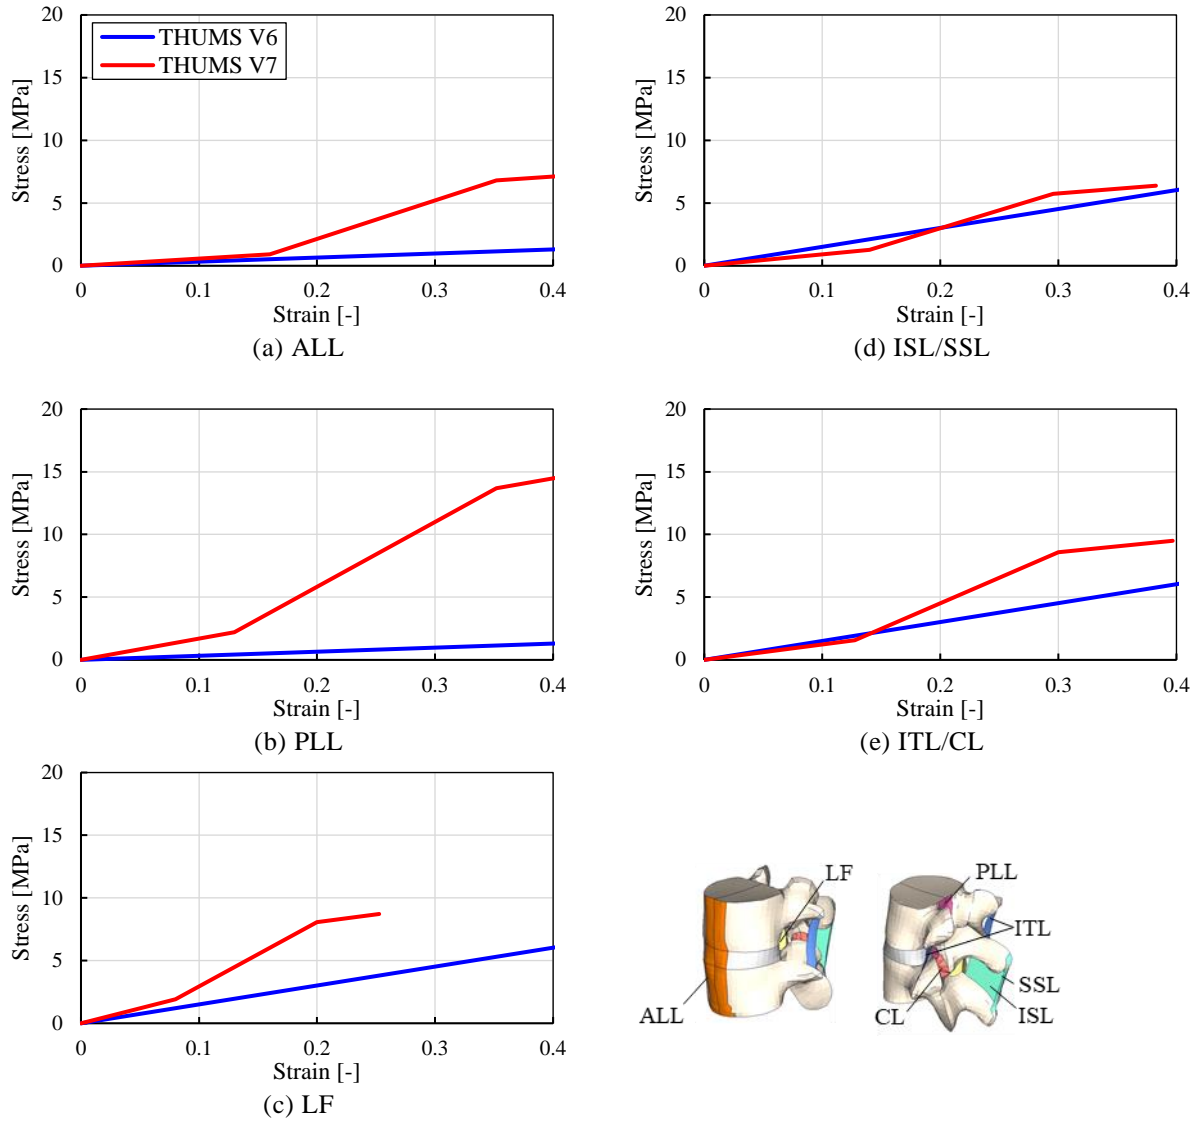 20
15
10
5
0
Stress [MPa]
THUMS V6
THUMS V7
0 0.1 0.2 0.3 0.4
Strain [-]
(a) ALL
20
15
10
5
0
Stress [MPa]
0 0.1 0.2 0.3 0.4
Strain [-]
(d) ISL/SSL
20
15
10
5
0
Stress [MPa]
0 0.1 0.2 0.3 0.4
Strain [-]
(b) PLL
20
15
10
5
0
Stress [MPa]
0 0.1 0.2 0.3 0.4
Strain [-]
(e) ITL/CL
20
15
10
5
0
Stress [MPa]
0 0.1 0.2 0.3 0.4
Strain [-]
(c) LF
LF
ALL
PLL
ITL
SSL
ISL
CL